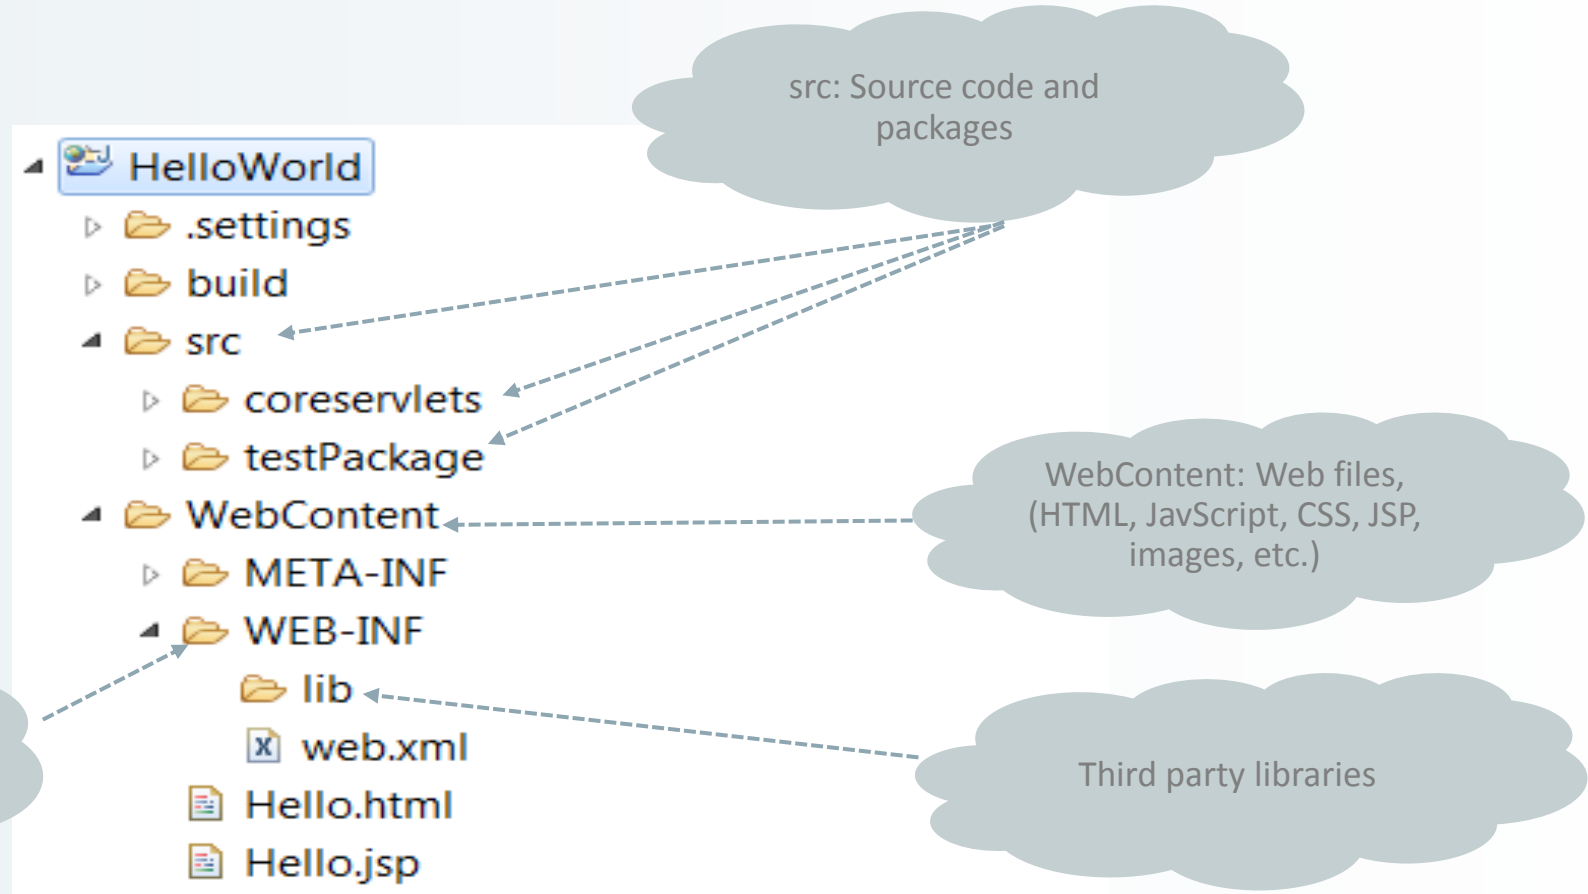 src: Source code and
packages
HelloWorld
.settings
build
src
coreservlets
testPackage
WebContent
META-INF
WEB-INF
lib
web.xml
Hello.html
Hello.jsp
WebContent: Web files,
(HTML, JavScript, CSS, JSP,
images, etc.)
Third party libraries